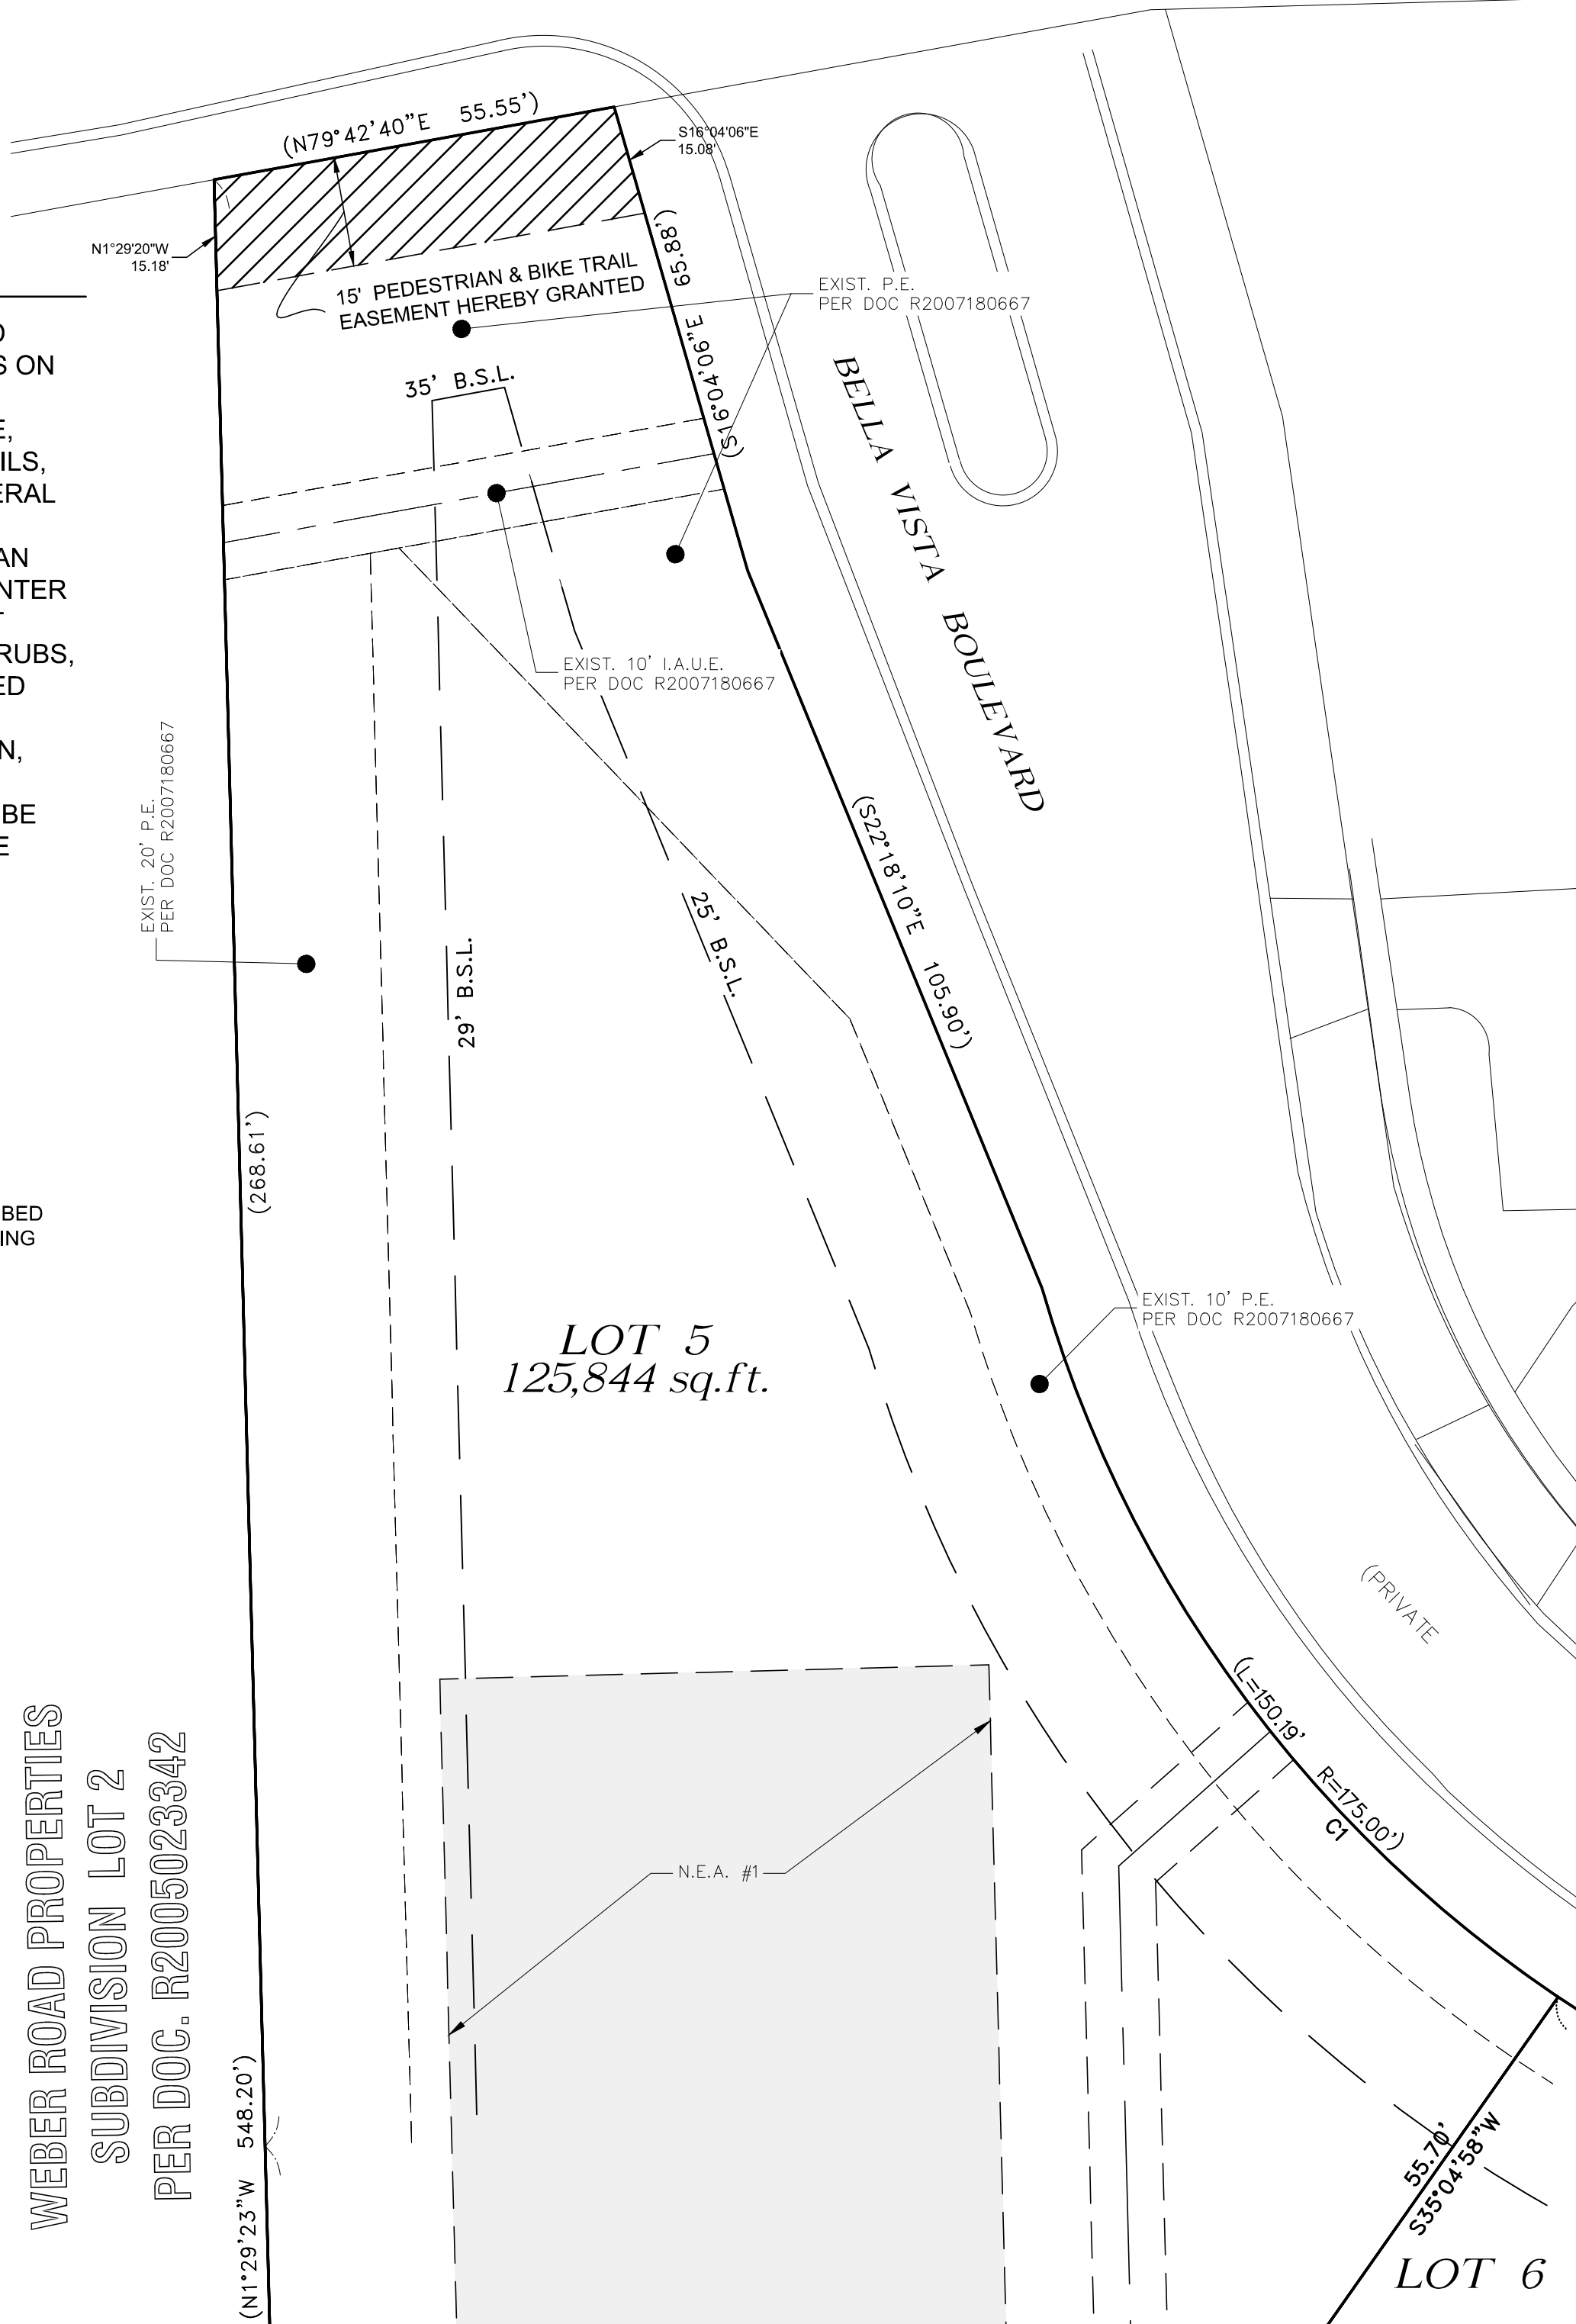 (N79°42'40"E 55.55')
S16°04'06"E
15.08'
N1°29'20"W
15.18'
15' PEDESTRIAN & BIKE TRAIL
EASEMENT HEREBY GRANTED
(S16°04'06"E 65.88')
EXIST. P.E.
PER DOC R2007180667
S ON
E,
ILS,
ERAL
AN
NTER
RUBS,
ED
N,
BE
E
35' B.S.L.
BELLA VISTA BOULEVARD
EXIST. 10' I.A.U.E.
PER DOC R2007180667
EXIST. 20' P.E.
PER DOC R2007180667
(S22°18'10"E 105.90')
25' B.S.L.
29' B.S.L.
(268.61')
BED
ING
EXIST. 10' P.E.
PER DOC R2007180667
LOT 5
125,844 sq.ft.
(PRIVATE
(L=150.19' R=175.00')
C1
N.E.A. #1
WEBER ROAD PROPERTIES
SUBDIVISION LOT 2
PER DOC. R2005023342
(N1°29'23"W 548.20')
55.70'
S35°04'58"W
LOT 6